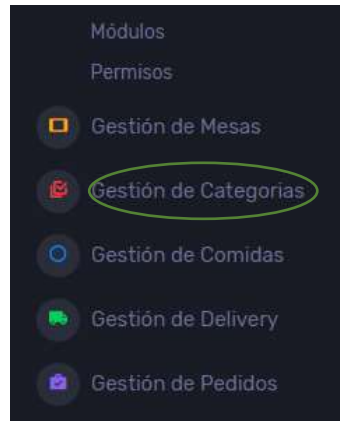 Módulos
Permisos
Gestión de Mesas
Gestión de Categorias
Gestión de Comidas
Gestión de Delivery
Gestión de Pedidos